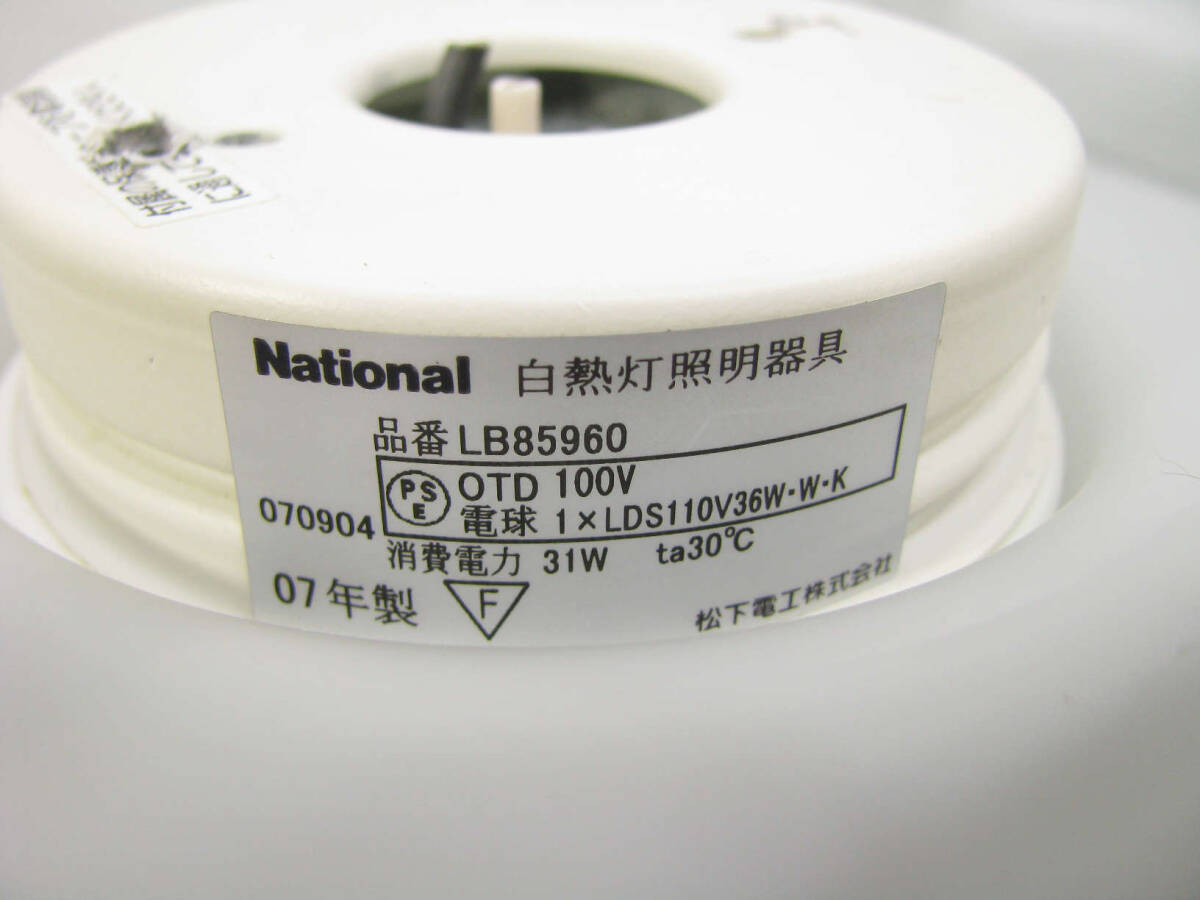 National 白熱灯照明器具
品番 LB85960
PSE OTD 100V
電球 1×LDS110V36W・W・K
070904
消費電力 31W ta30℃
07年製 F
松下電工株式会社